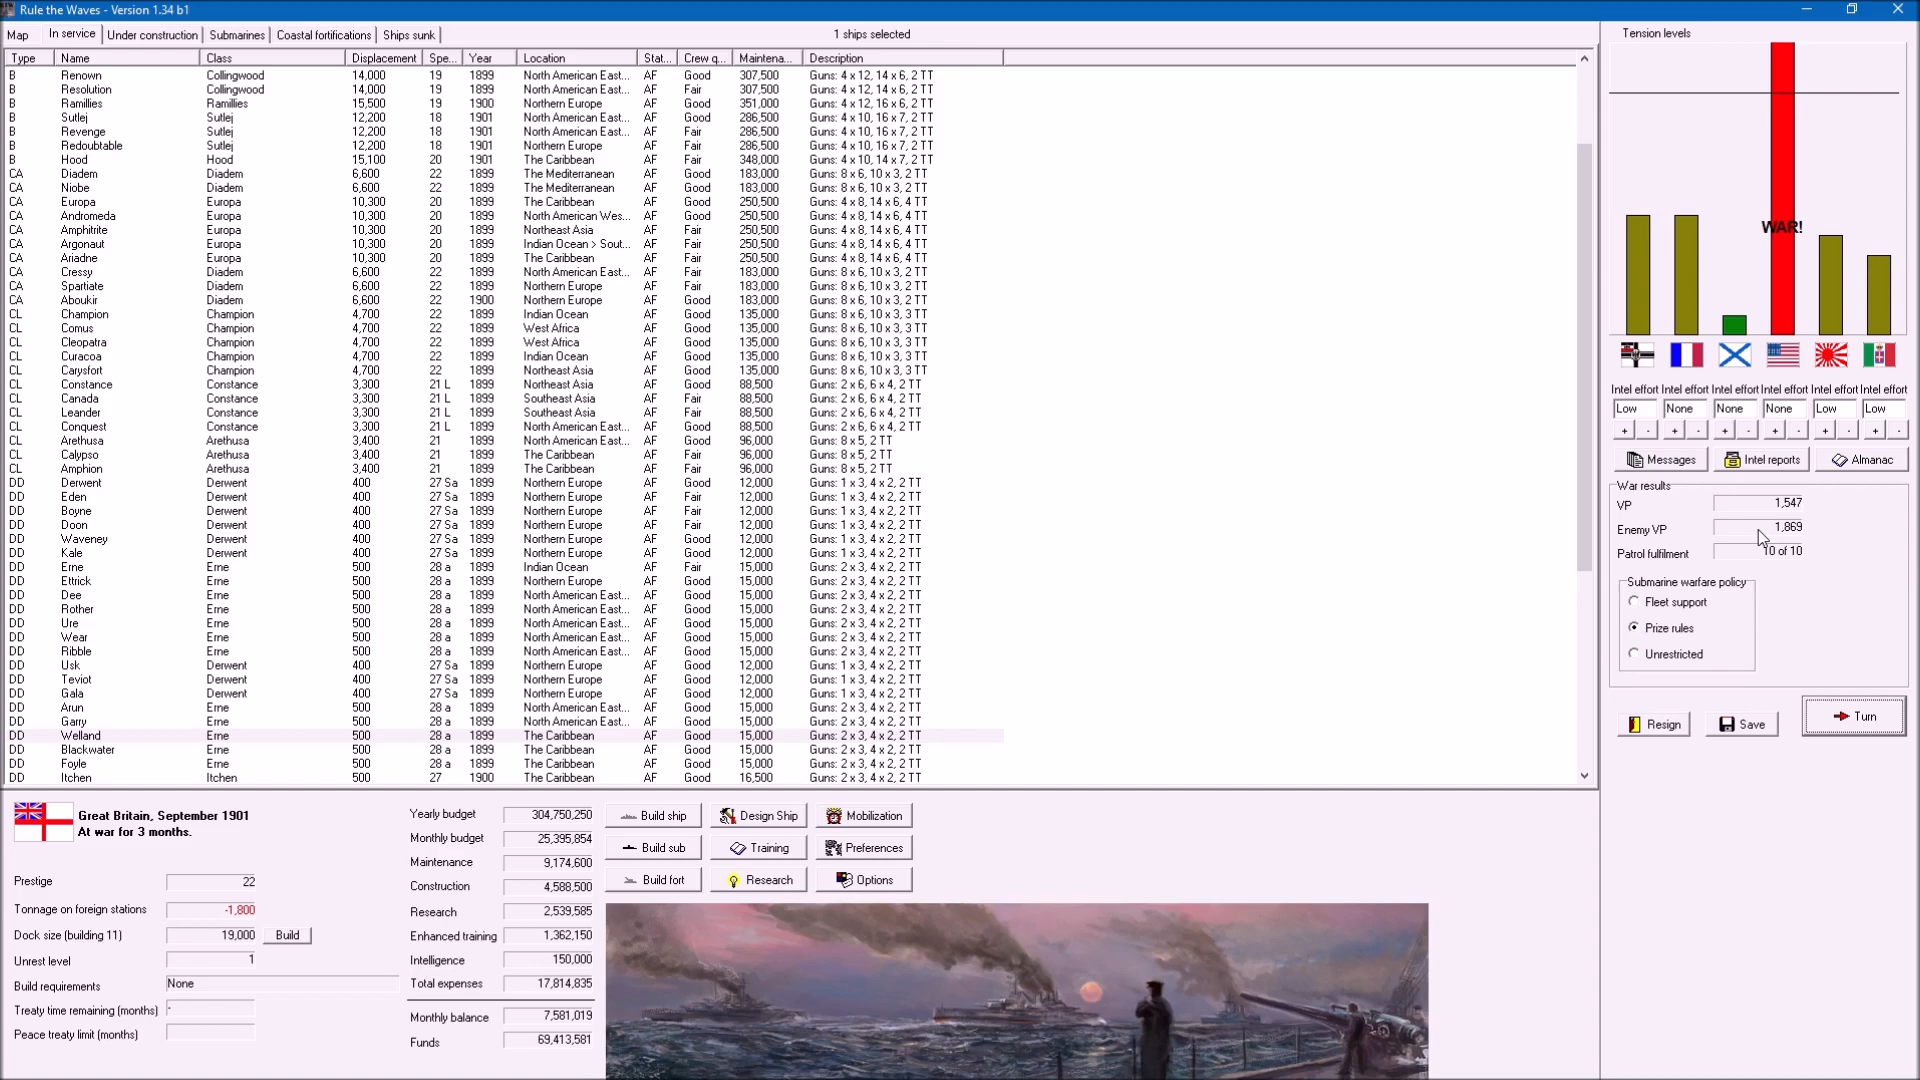 Rule the Waves - Version 1.34 b1
Map In service Under construction Submarines Coastal fortifications Ships sunk 1 ships selected
Type Name Class Displacement Spe... Year Location Stat... Crew q... Maintena... Description
B Renown Collingwood 14,000 19 1899 North American East... AF Good 307,500 Guns: 4 x 12, 14 x 6, 2 TT
B Resolution Collingwood 14,000 19 1899 North American East... AF Fair 307,500 Guns: 4 x 12, 14 x 6, 2 TT
B Ramillies Ramillies 15,500 19 1900 Northern Europe AF Good 351,000 Guns: 4 x 12, 16 x 6, 2 TT
B Sutlej Sutlej 12,200 18 1901 North American East... AF Good 286,500 Guns: 4 x 10, 16 x 7, 2 TT
B Revenge Sutlej 12,200 18 1901 North American East... AF Fair 286,500 Guns: 4 x 10, 16 x 7, 2 TT
B Redoubtable Sutlej 12,200 18 1901 Northern Europe AF Fair 286,500 Guns: 4 x 10, 16 x 7, 2 TT
B Hood Hood 15,100 20 1901 The Caribbean AF Fair 348,000 Guns: 4 x 10, 14 x 7, 2 TT
CA Diadem Diadem 6,600 22 1899 The Mediterranean AF Good 183,000 Guns: 8 x 6, 10 x 3, 2 TT
CA Niobe Diadem 6,600 22 1899 The Mediterranean AF Good 183,000 Guns: 8 x 6, 10 x 3, 2 TT
CA Europa Europa 10,300 20 1899 The Caribbean AF Good 250,500 Guns: 4 x 8, 14 x 6, 4 TT
CA Andromeda Europa 10,300 20 1899 North American Wes... AF Good 250,500 Guns: 4 x 8, 14 x 6, 4 TT
CA Amphitrite Europa 10,300 20 1899 Northeast Asia AF Fair 250,500 Guns: 4 x 8, 14 x 6, 4 TT
CA Argonaut Europa 10,300 20 1899 Indian Ocean > Sout... AF Fair 250,500 Guns: 4 x 8, 14 x 6, 4 TT
CA Ariadne Europa 10,300 20 1899 The Caribbean AF Fair 250,500 Guns: 4 x 8, 14 x 6, 4 TT
CA Cressy Diadem 6,600 22 1899 North American East... AF Fair 183,000 Guns: 8 x 6, 10 x 3, 2 TT
CA Spartiate Diadem 6,600 22 1899 Northern Europe AF Fair 183,000 Guns: 8 x 6, 10 x 3, 2 TT
CA Aboukir Diadem 6,600 22 1900 Northern Europe AF Good 183,000 Guns: 8 x 6, 10 x 3, 2 TT
CL Champion Champion 4,700 22 1899 Indian Ocean AF Good 135,000 Guns: 8 x 6, 10 x 3, 3 TT
CL Comus Champion 4,700 22 1899 West Africa AF Good 135,000 Guns: 8 x 6, 10 x 3, 3 TT
CL Cleopatra Champion 4,700 22 1899 West Africa AF Good 135,000 Guns: 8 x 6, 10 x 3, 3 TT
CL Curacoa Champion 4,700 22 1899 Indian Ocean AF Good 135,000 Guns: 8 x 6, 10 x 3, 3 TT
CL Carysfort Champion 4,700 22 1899 Northeast Asia AF Good 135,000 Guns: 8 x 6, 10 x 3, 3 TT
CL Constance Constance 3,300 21 L 1899 Northeast Asia AF Good 88,500 Guns: 2 x 6, 6 x 4, 2 TT
CL Canada Constance 3,300 21 L 1899 Southeast Asia AF Good 88,500 Guns: 2 x 6, 6 x 4, 2 TT
CL Leander Constance 3,300 21 L 1899 Southeast Asia AF Good 88,500 Guns: 2 x 6, 6 x 4, 2 TT
CL Conquest Constance 3,300 21 L 1899 North American East... AF Good 88,500 Guns: 2 x 6, 6 x 4, 2 TT
CL Arethusa Arethusa 3,400 21 1899 North American East... AF Good 96,000 Guns: 8 x 5, 2 TT
CL Calypso Arethusa 3,400 21 1899 The Caribbean AF Fair 96,000 Guns: 8 x 5, 2 TT
CL Amphion Arethusa 3,400 21 1899 The Caribbean AF Fair 96,000 Guns: 8 x 5, 2 TT
DD Derwent Derwent 400 27 Sa 1899 Northern Europe AF Good 12,000 Guns: 1 x 3, 4 x 2, 2 TT
DD Eden Derwent 400 27 Sa 1899 Northern Europe AF Fair 12,000 Guns: 1 x 3, 4 x 2, 2 TT
DD Boyne Derwent 400 27 Sa 1899 Northern Europe AF Fair 12,000 Guns: 1 x 3, 4 x 2, 2 TT
DD Doon Derwent 400 27 Sa 1899 Northern Europe AF Fair 12,000 Guns: 1 x 3, 4 x 2, 2 TT
DD Waveney Derwent 400 27 Sa 1899 Northern Europe AF Good 12,000 Guns: 1 x 3, 4 x 2, 2 TT
DD Kale Derwent 400 27 Sa 1899 Northern Europe AF Good 12,000 Guns: 1 x 3, 4 x 2, 2 TT
DD Erne Erne 500 28 a 1899 Indian Ocean AF Fair 15,000 Guns: 2 x 3, 4 x 2, 2 TT
DD Ettrick Erne 500 28 a 1899 Northern Europe AF Good 15,000 Guns: 2 x 3, 4 x 2, 2 TT
DD Dee Erne 500 28 a 1899 North American East... AF Good 15,000 Guns: 2 x 3, 4 x 2, 2 TT
DD Rother Erne 500 28 a 1899 North American East... AF Good 15,000 Guns: 2 x 3, 4 x 2, 2 TT
DD Ure Erne 500 28 a 1899 North American East... AF Good 15,000 Guns: 2 x 3, 4 x 2, 2 TT
DD Wear Erne 500 28 a 1899 North American East... AF Good 15,000 Guns: 2 x 3, 4 x 2, 2 TT
DD Ribble Erne 500 28 a 1899 North American East... AF Good 15,000 Guns: 2 x 3, 4 x 2, 2 TT
DD Usk Derwent 400 27 Sa 1899 Northern Europe AF Good 12,000 Guns: 1 x 3, 4 x 2, 2 TT
DD Teviot Derwent 400 27 Sa 1899 Northern Europe AF Good 12,000 Guns: 1 x 3, 4 x 2, 2 TT
DD Gala Derwent 400 27 Sa 1899 Northern Europe AF Good 12,000 Guns: 1 x 3, 4 x 2, 2 TT
DD Arun Erne 500 28 a 1899 North American East... AF Good 15,000 Guns: 2 x 3, 4 x 2, 2 TT
DD Garry Erne 500 28 a 1899 North American East... AF Good 15,000 Guns: 2 x 3, 4 x 2, 2 TT
DD Welland Erne 500 28 a 1899 The Caribbean AF Good 15,000 Guns: 2 x 3, 4 x 2, 2 TT
DD Blackwater Erne 500 28 a 1899 The Caribbean AF Good 15,000 Guns: 2 x 3, 4 x 2, 2 TT
DD Foyle Erne 500 28 a 1899 The Caribbean AF Good 15,000 Guns: 2 x 3, 4 x 2, 2 TT
DD Itchen Itchen 500 27 1900 The Caribbean AF Good 16,500 Guns: 2 x 3, 4 x 2, 2 TT
Tension levels
WAR!
Intel effort Intel effort Intel effort Intel effort Intel effort Intel effort
Low None None None Low Low
+ - + - + - + - + - + -
Messages Intel reports Almanac
War results
VP 1,547
Enemy VP 1,869
Patrol fulfilment 10 of 10
Submarine warfare policy
Fleet support
Prize rules
Unrestricted
Resign Save Turn
Great Britain, September 1901
At war for 3 months.
Prestige 22
Tonnage on foreign stations -1,800
Dock size (building 11) 19,000 Build
Unrest level 1
Build requirements None
Treaty time remaining (months) -
Peace treaty limit (months)
Yearly budget 304,750,250
Monthly budget 25,395,854
Maintenance 9,174,600
Construction 4,588,500
Research 2,539,585
Enhanced training 1,362,150
Intelligence 150,000
Total expenses 17,814,835
Monthly balance 7,581,019
Funds 69,413,581
Build ship Design Ship Mobilization
Build sub Training Preferences
Build fort Research Options